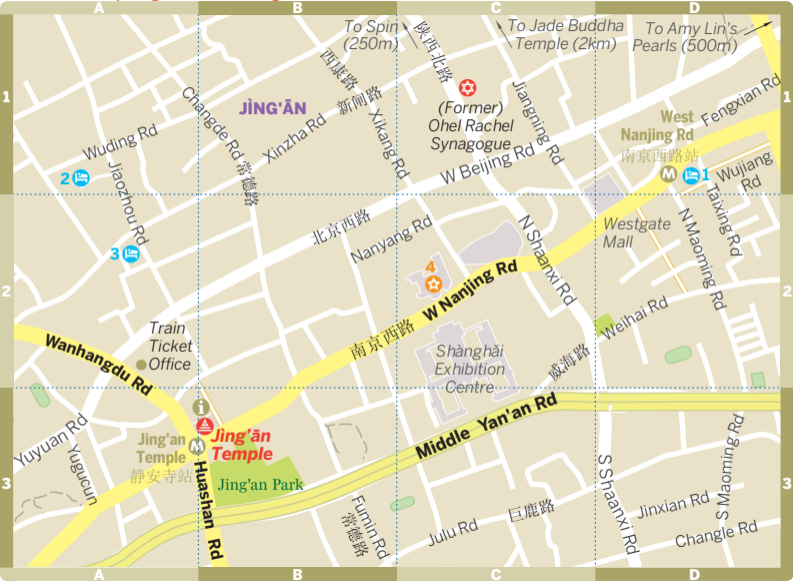 A
B
C
D
To Spin
(250m)
陕西北路
To Jade Buddha
Temple (2km)
To Amy Lin's
Pearls (500m)
1
1
西康路
JÌNG'ĀN
新闸路
Changde Rd
常德路
Xinzha Rd
Xikang Rd
(Former)
Ohel Rachel
Synagogue
Jiangning Rd
West
Nanjing Rd
南京西路站
M
Fengxian Rd
Wuding Rd
Jiaozhou Rd
W Beijing Rd
2
1
Wujiang
Rd
Taixing Rd
N Maoming Rd
北京西路
Nanyang Rd
N Shaanxi Rd
Westgate
Mall
3
4
2
2
W Nanjing Rd
南京西路
Weihai Rd
威海路
Train
Ticket
Office
Wanhangdu Rd
Shànghǎi
Exhibition
Centre
i
Jìng'ān
Temple
Jing'an
Temple
静安寺站
M
Middle Yan'an Rd
Yuyuan Rd
Yugucun
3
3
Jing'an Park
Huashan Rd
Fumin Rd
常德路
Julu Rd
巨鹿路
S Shaanxi Rd
S Maoming Rd
Jinxian Rd
Changle Rd
A
B
C
D